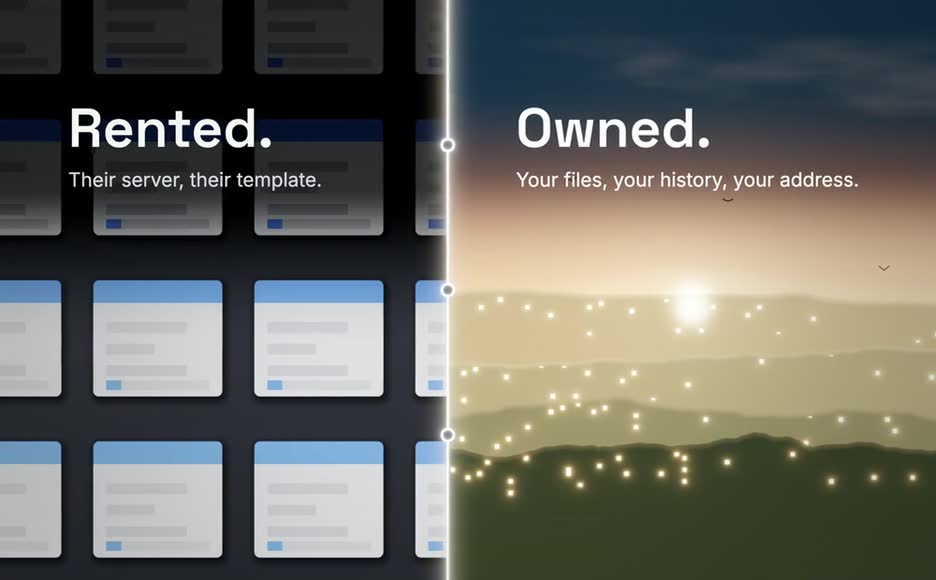 Rented.
Their server, their template.
Owned.
Your files, your history, your address.